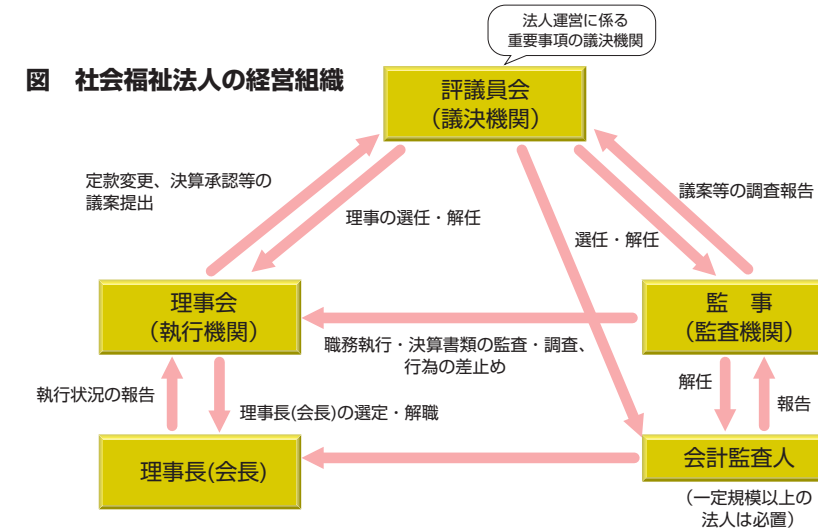 法人運営に係る
重要事項の議決機関
図 社会福祉法人の経営組織
評議員会
（議決機関）
定款変更、決算承認等の
議案提出
理事の選任・解任
選任・解任
議案等の調査報告
理事会
（執行機関）
監　事
（監査機関）
職務執行・決算書類の監査・調査、
行為の差止め
執行状況の報告
理事長(会長)の選定・解職
解任
報告
理事長(会長)
会計監査人
（一定規模以上の
法人は必置）